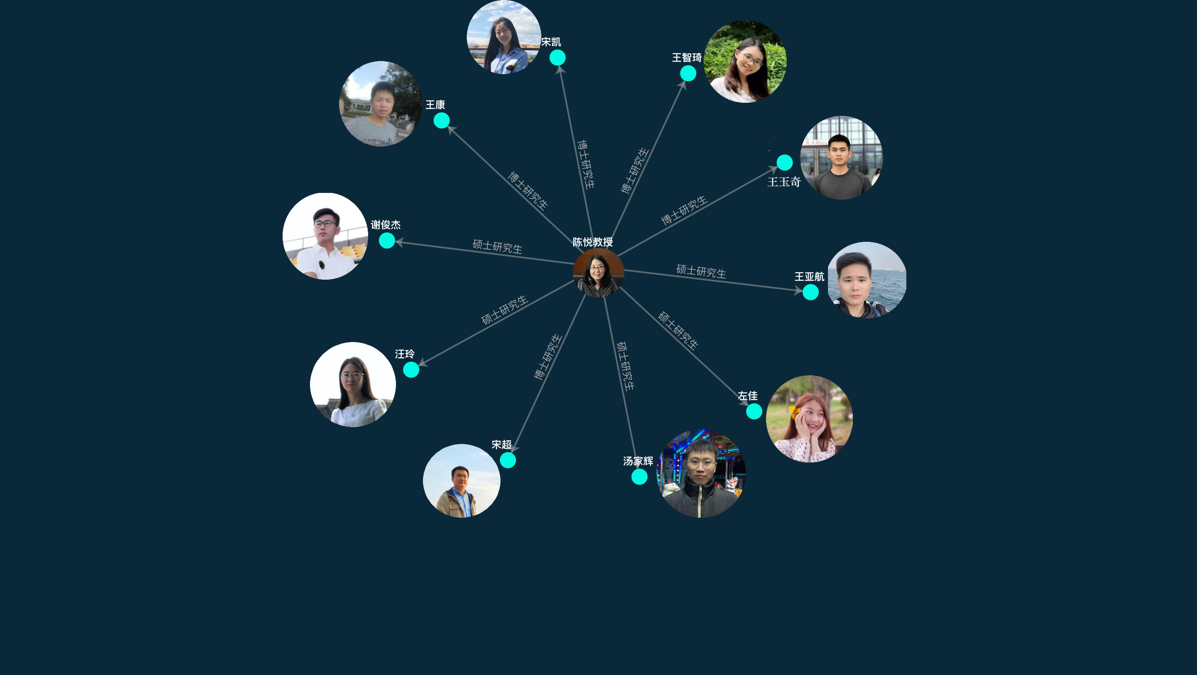 宋凯
王智琦
王康
博士研究生
博士研究生
博士研究生
王玉奇
博士研究生
谢俊杰
硕士研究生
陈悦教授
硕士研究生
王亚航
汪玲
硕士研究生
博士研究生
硕士研究生
硕士研究生
左佳
宋超
汤家辉